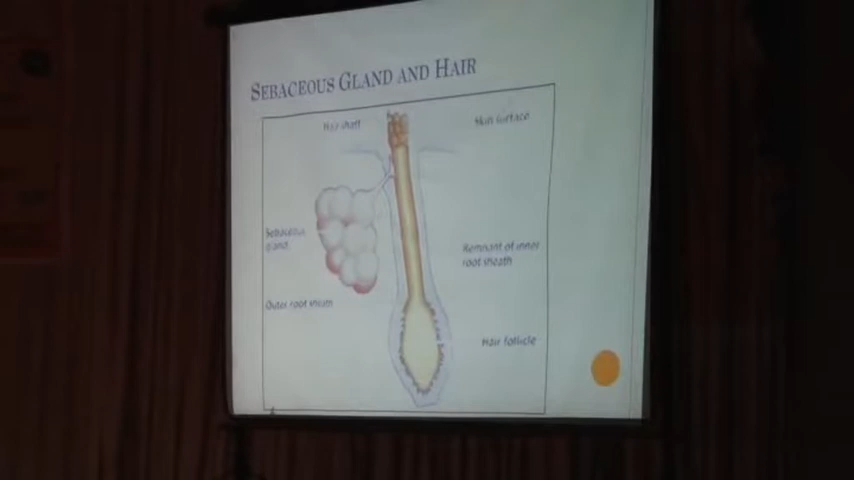 SEBACEOUS GLAND AND HAIR
Hair shaft
Skin surface
Sebaceous
gland
Remnant of inner
root sheath
Outer root sheath
Hair follicle